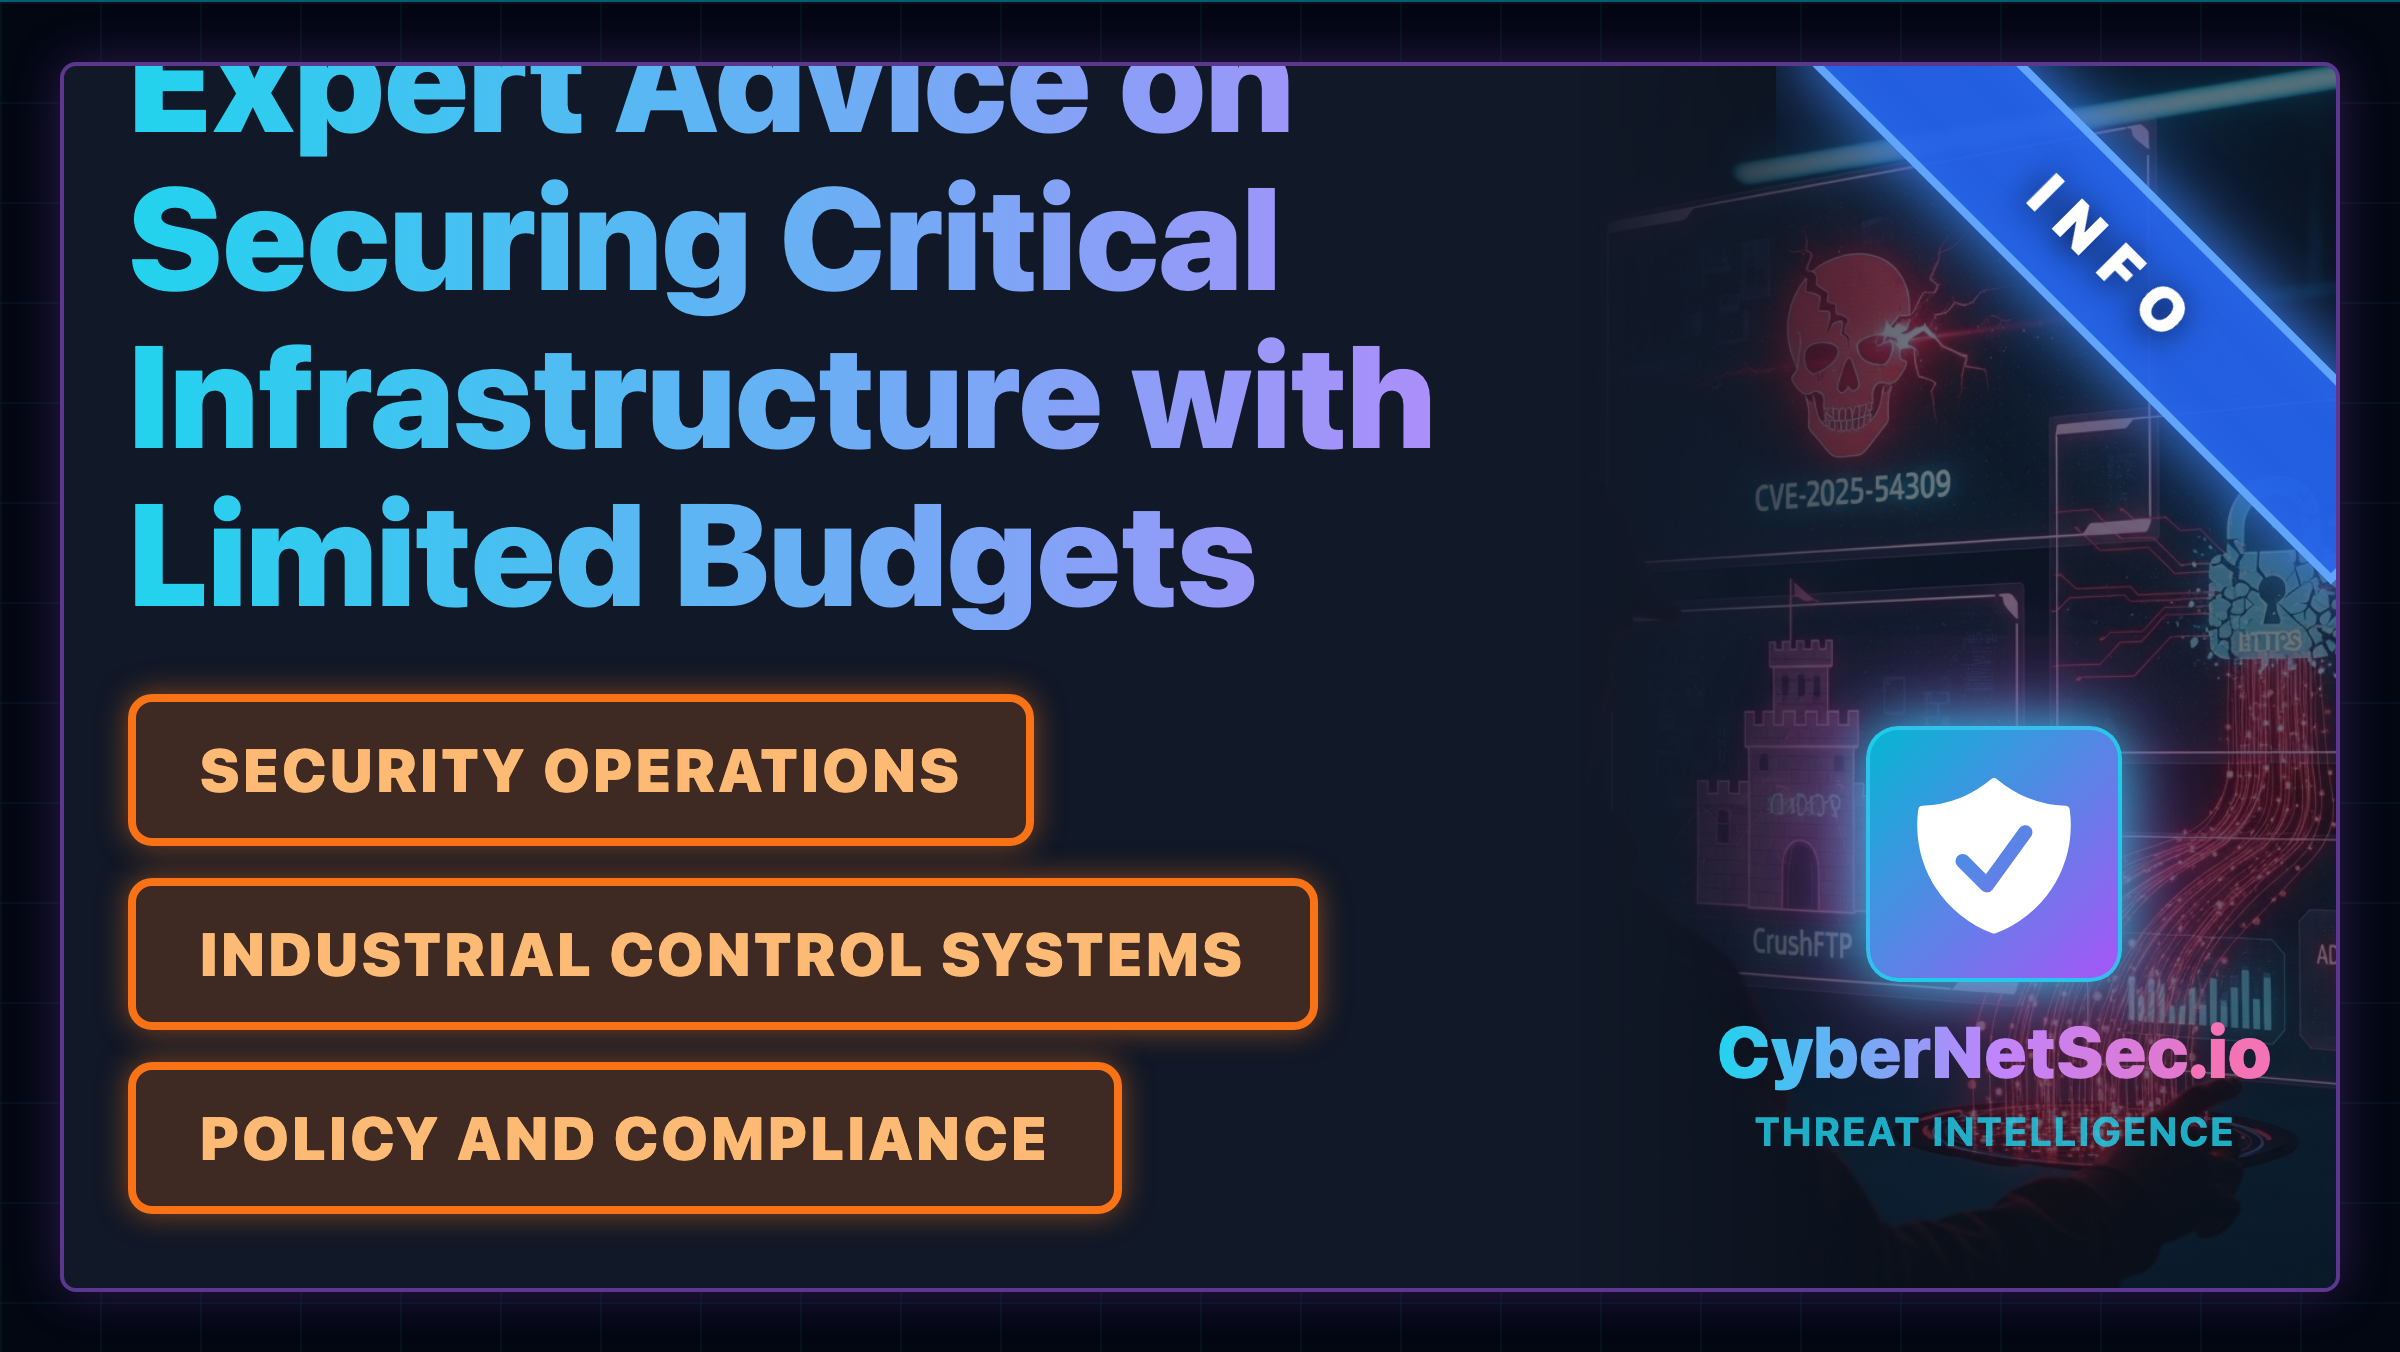 Expert Advice on
Securing Critical
Infrastructure with
Limited Budgets
INFO
CVE-2025-54309
HTTPS
SECURITY OPERATIONS
INDUSTRIAL CONTROL SYSTEMS
POLICY AND COMPLIANCE
CrushFTP
AD
CyberNetSec.io
THREAT INTELLIGENCE